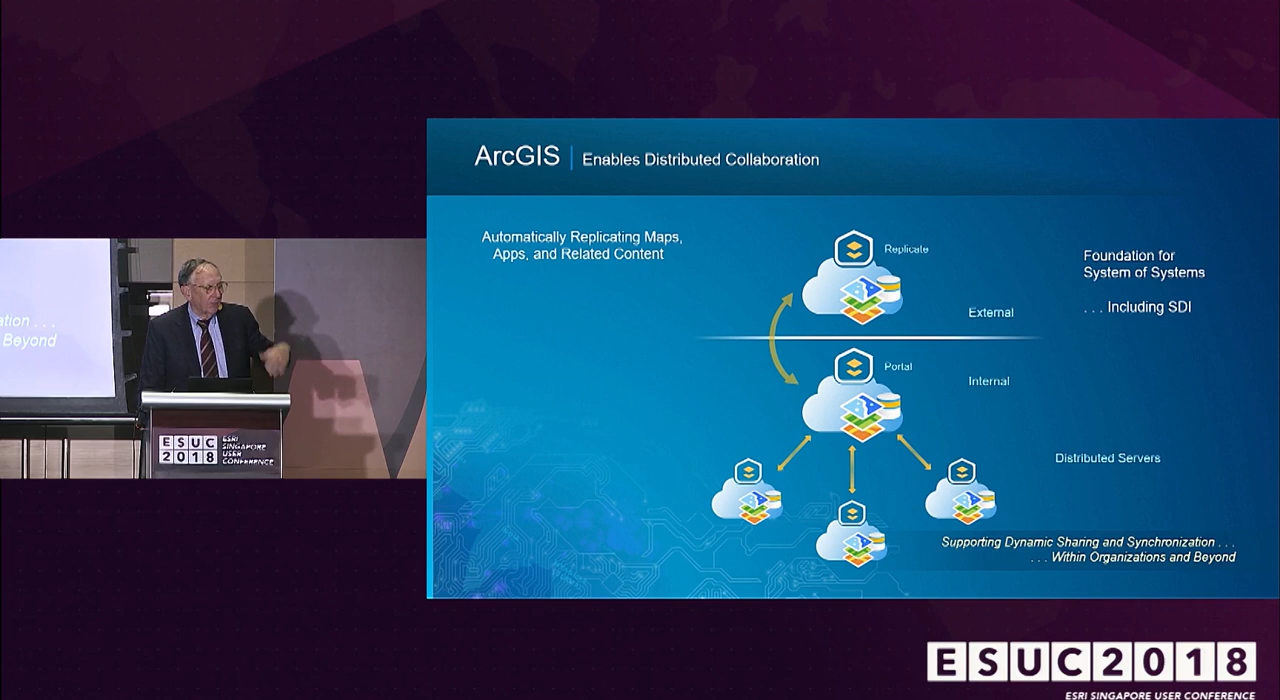 ArcGIS | Enables Distributed Collaboration
Automatically Replicating Maps,
Apps, and Related Content
Replicate
External
Foundation for
System of Systems
. . . Including SDI
Portal
Internal
Distributed Servers
Supporting Dynamic Sharing and Synchronization . . .
. . . Within Organizations and Beyond
ation . . .
Beyond
ESUC
2018
ESRI
SINGAPORE
USER
CONFERENCE
ESUC2018
ESRI SINGAPORE USER CONFERENCE